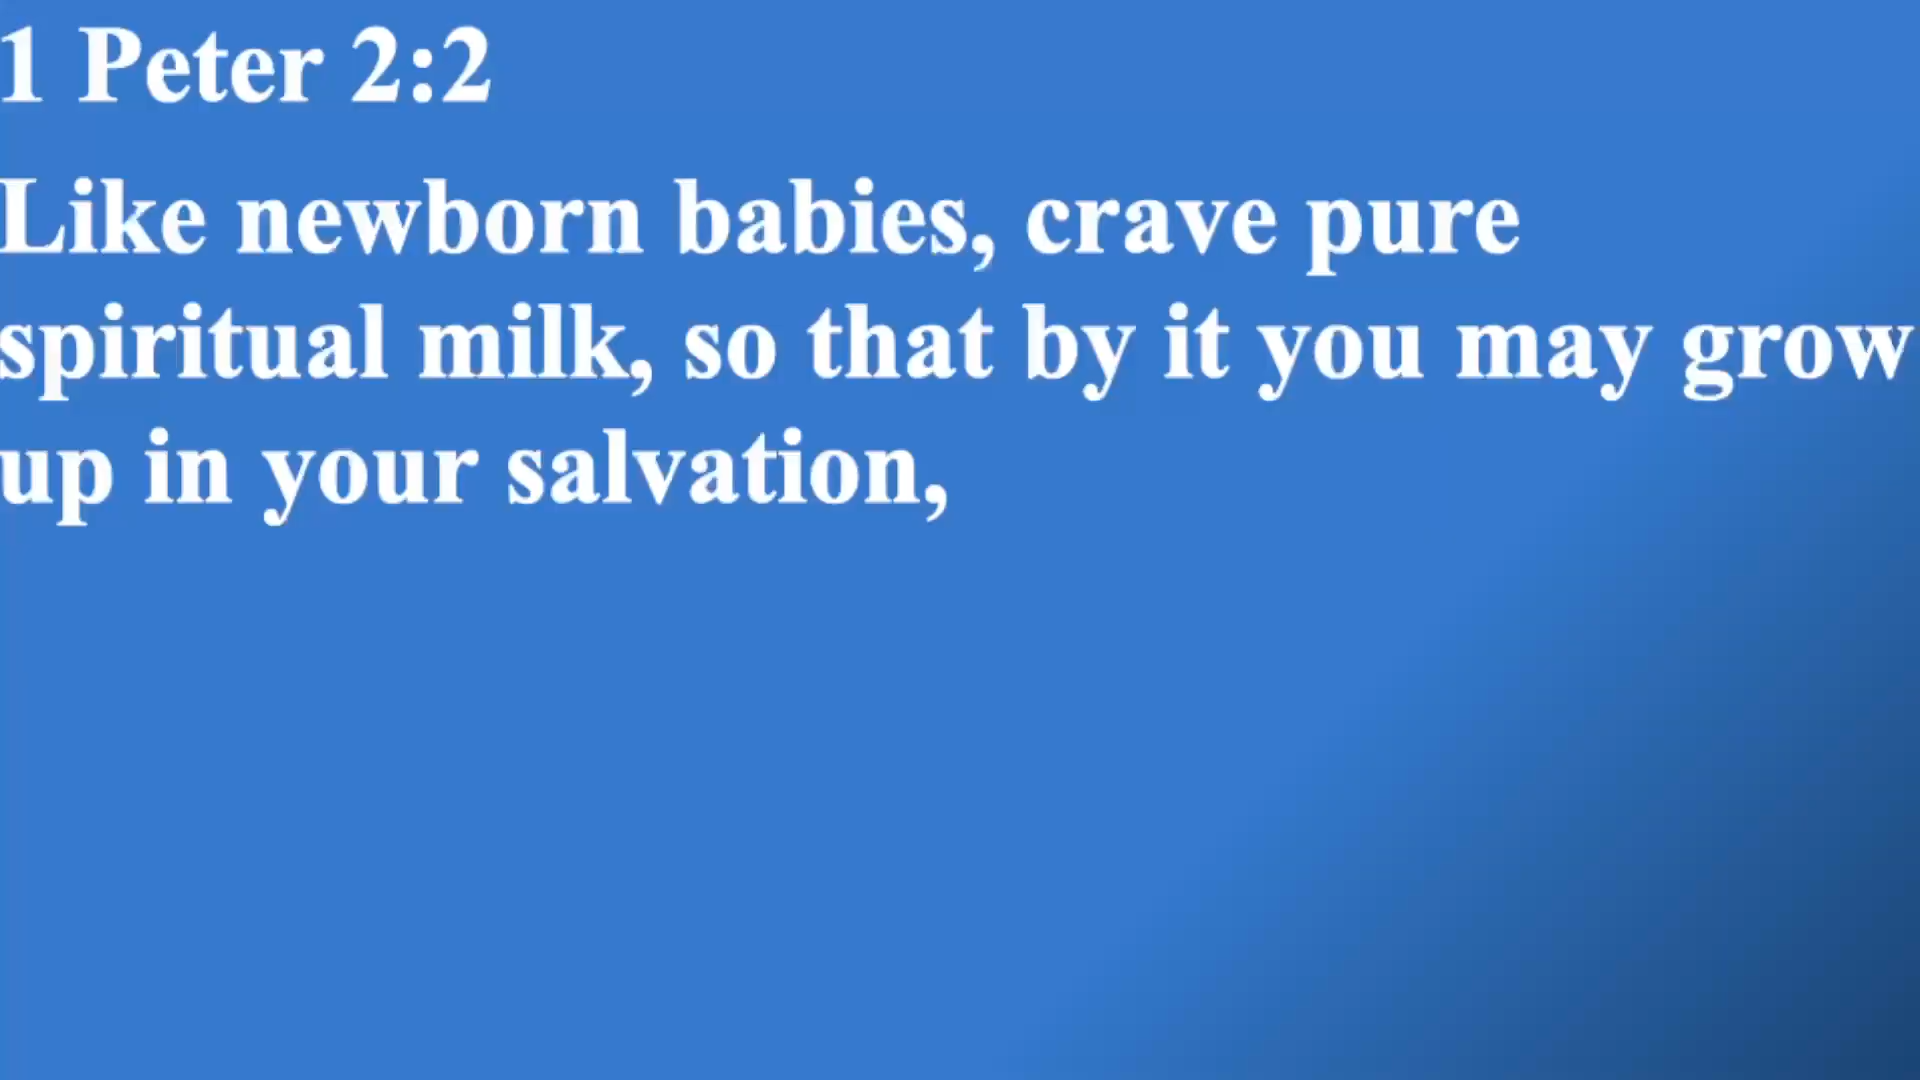 1 Peter 2:2
Like newborn babies, crave pure
spiritual milk, so that by it you may grow
up in your salvation,